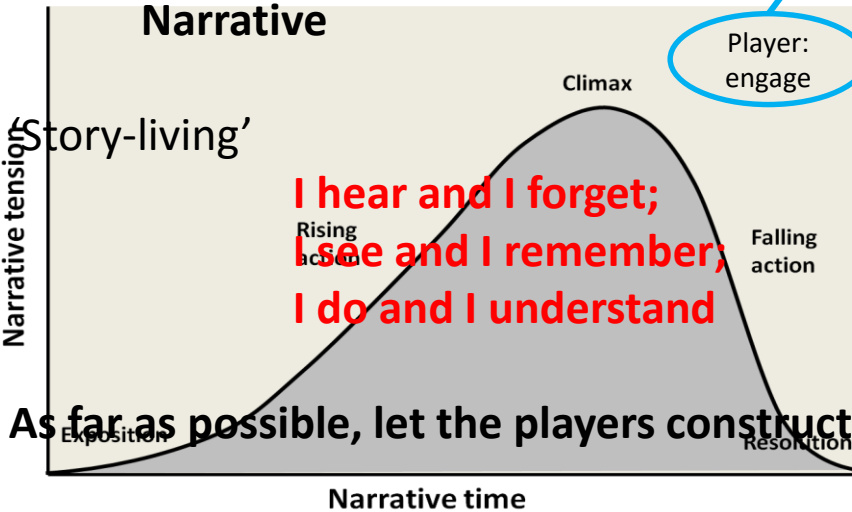 Narrative
Player:
engage
Climax
‘Story-living’
Narrative tension
I hear and I forget;
Rising
action
I see and I remember;
Falling
action
I do and I understand
As far as possible, let the players construct
Exposition
Resolution
Narrative time